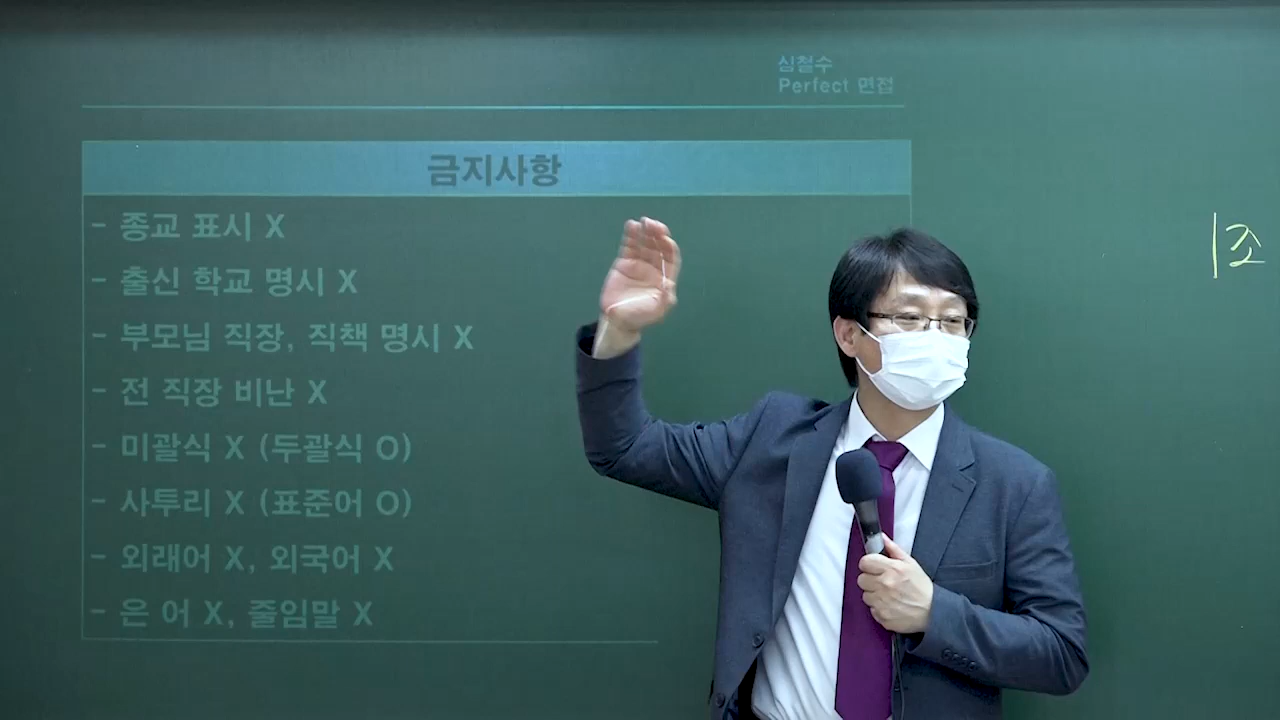 심철수
Perfect 면접
금지사항
- 종교 표시 X
- 출신 학교 명시 X
- 부모님 직장, 직책 명시 X
- 전 직장 비난 X
- 미괄식 X (두괄식 O)
- 사투리 X (표준어 O)
- 외래어 X, 외국어 X
- 은 어 X, 줄임말 X
1조